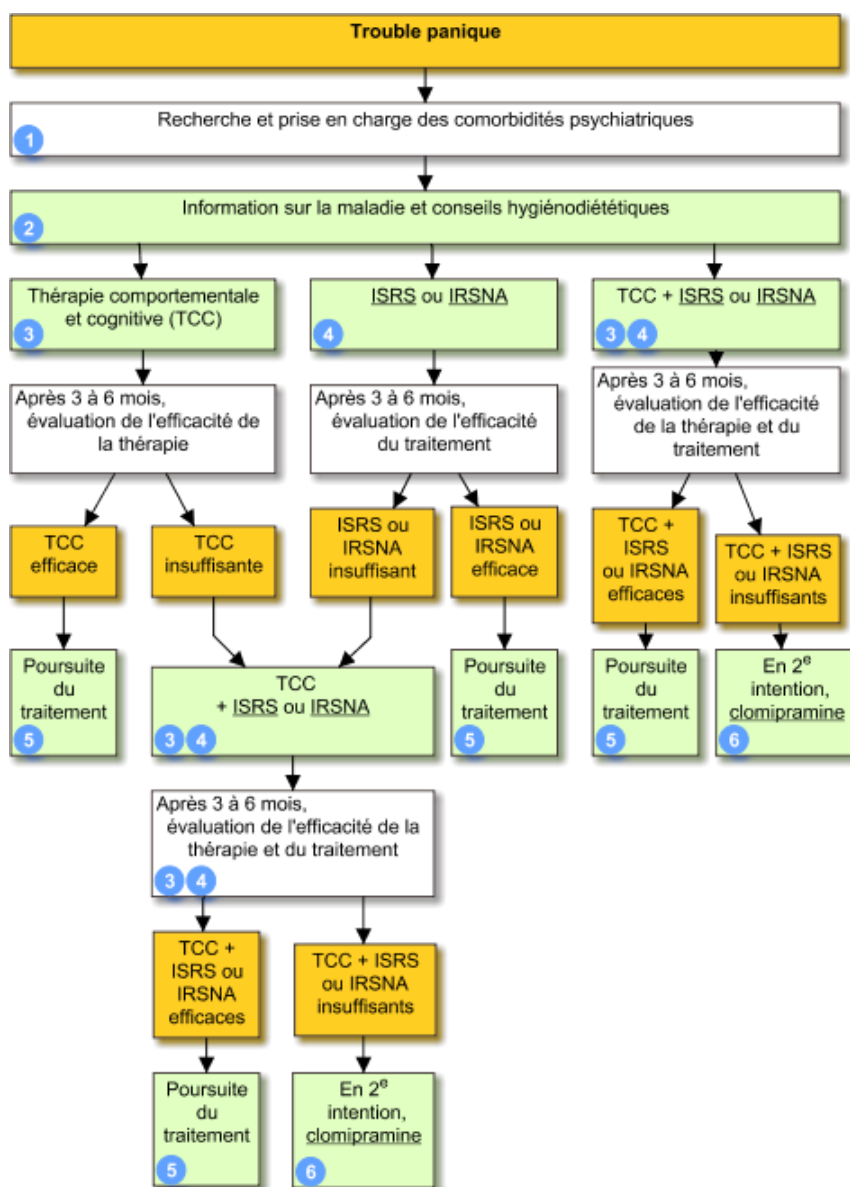 Trouble panique
Recherche et prise en charge des comorbidités psychiatriques
1
Information sur la maladie et conseils hygiénodiététiques
2
Thérapie comportementale
et cognitive (TCC)
3
ISRS ou IRSNA
4
TCC + ISRS ou IRSNA
3 4
Après 3 à 6 mois,
évaluation de l'efficacité de
la thérapie
Après 3 à 6 mois,
évaluation de l'efficacité
du traitement
Après 3 à 6 mois,
évaluation de l'efficacité
de la thérapie et du
traitement
TCC
efficace
TCC
insuffisante
ISRS ou
IRSNA
insuffisant
ISRS ou
IRSNA
efficace
TCC +
ISRS
ou IRSNA
efficaces
TCC + ISRS
ou IRSNA
insuffisants
Poursuite
du
traitement
5
TCC
+ ISRS ou IRSNA
3 4
Poursuite
du
traitement
5
Poursuite
du
traitement
5
En 2e
intention,
clomipramine
6
Après 3 à 6 mois,
évaluation de l'efficacité de la
thérapie et du traitement
3 4
TCC +
ISRS ou
IRSNA
efficaces
TCC + ISRS
ou IRSNA
insuffisants
Poursuite
du
traitement
5
En 2e
intention,
clomipramine
6